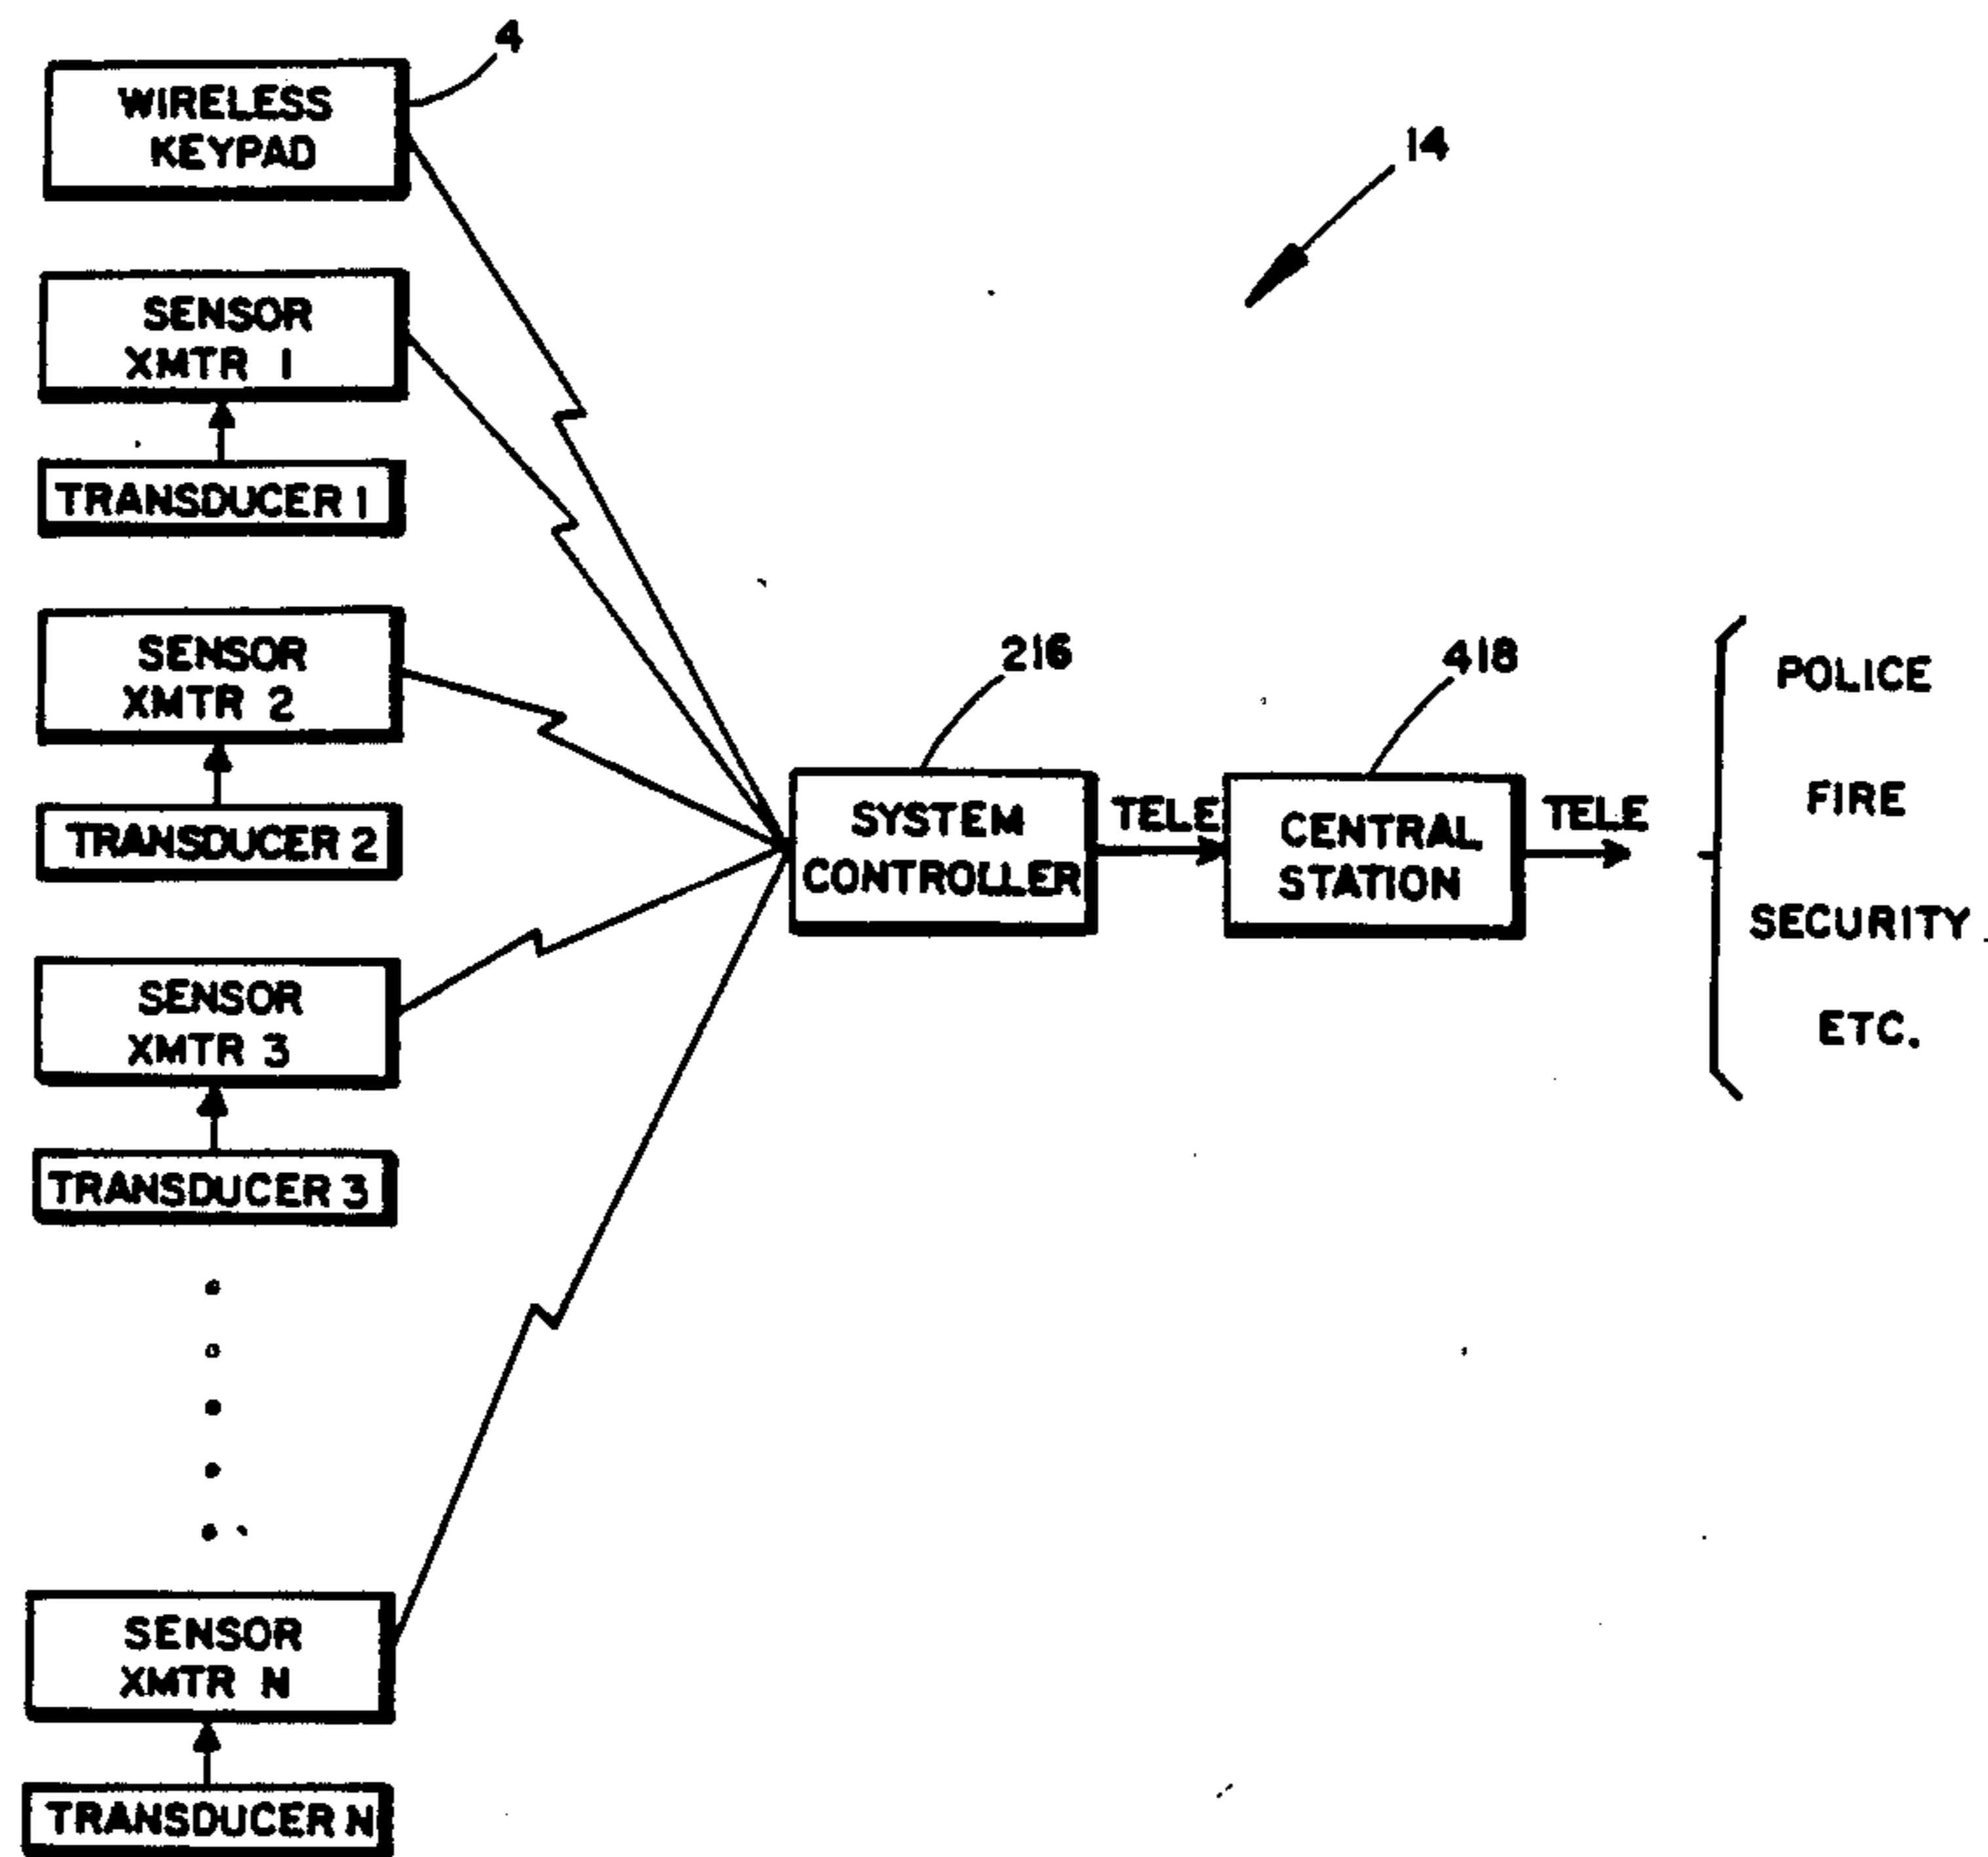 4
WIRELESS
KEYPAD
14
SENSOR
XMTR 1
TRANSDUCER 1
SENSOR
XMTR 2
TRANSDUCER 2
216
418
SYSTEM
CONTROLLER
TELE
CENTRAL
STATION
TELE
POLICE
FIRE
SECURITY
ETC.
SENSOR
XMTR 3
TRANSDUCER 3
SENSOR
XMTR N
TRANSDUCER N